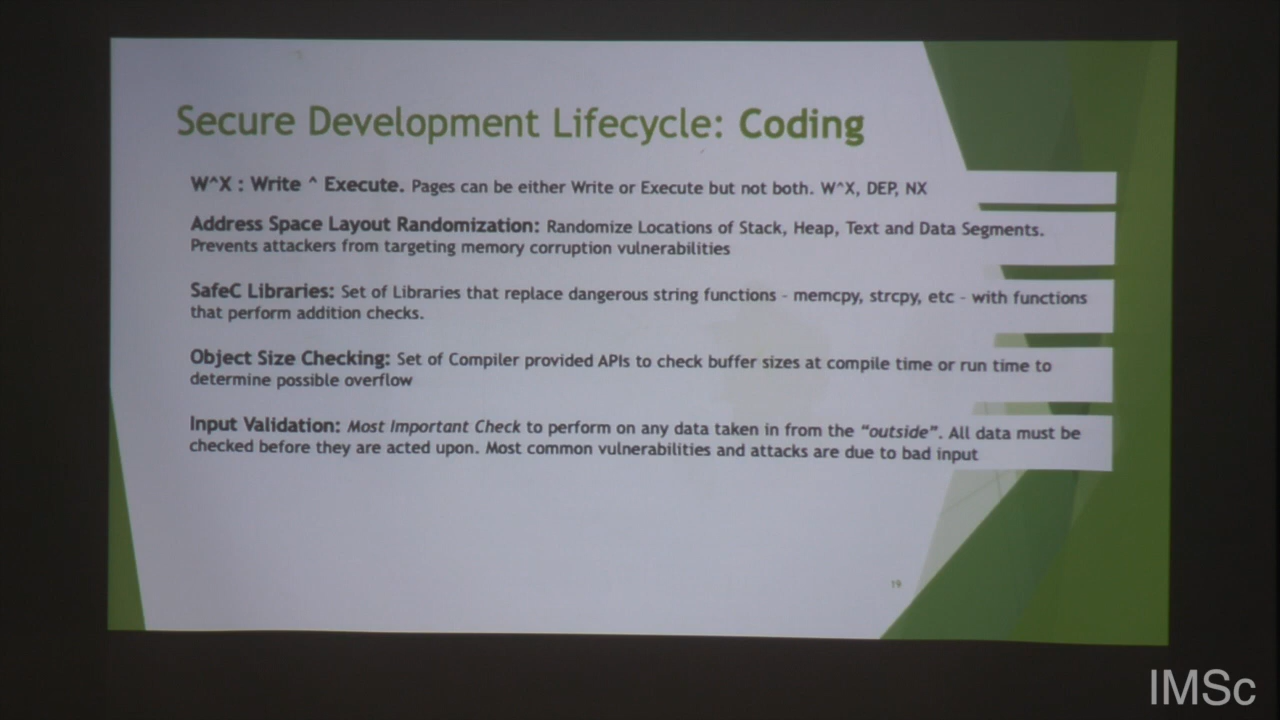 Secure Development Lifecycle: Coding
W^X : Write ^ Execute. Pages can be either Write or Execute but not both. W^X, DEP, NX
Address Space Layout Randomization: Randomize Locations of Stack, Heap, Text and Data Segments.
Prevents attackers from targeting memory corruption vulnerabilities
SafeC Libraries: Set of Libraries that replace dangerous string functions - memcpy, strcpy, etc - with functions
that perform addition checks.
Object Size Checking: Set of Compiler provided APIs to check buffer sizes at compile time or run time to
determine possible overflow
Input Validation: Most Important Check to perform on any data taken in from the “outside”. All data must be
checked before they are acted upon. Most common vulnerabilities and attacks are due to bad input
19
IMSc